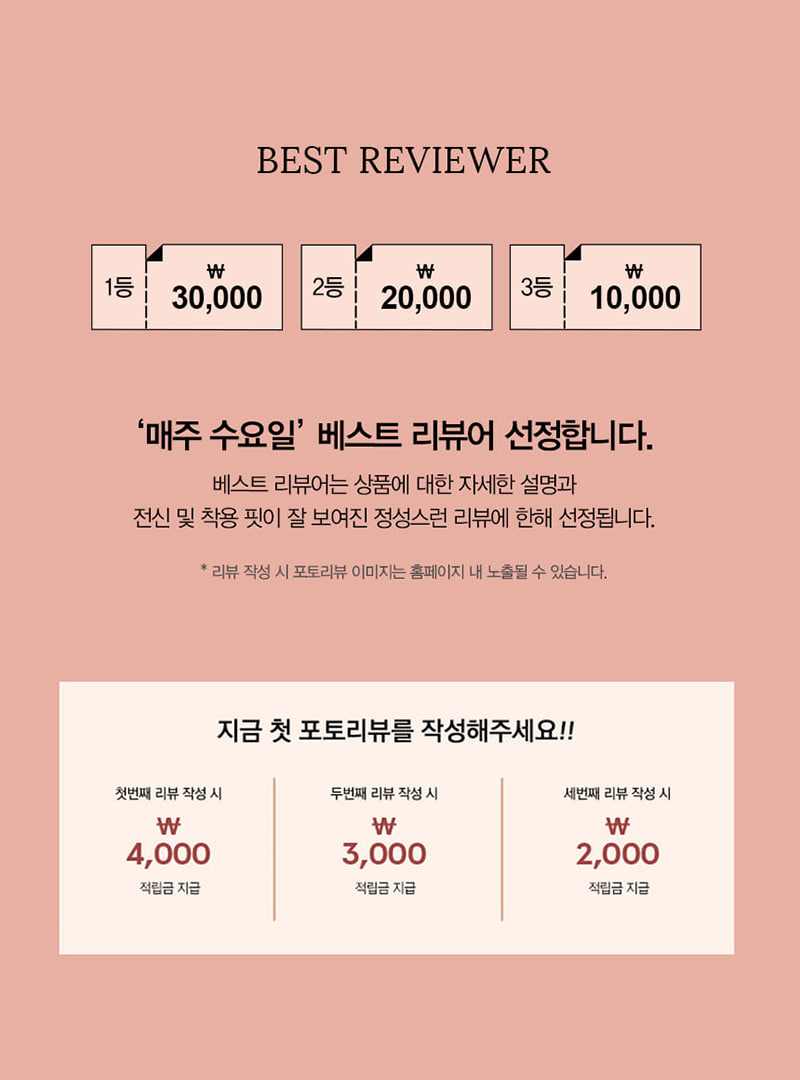 BEST REVIEWER
1등 ₩ 30,000
2등 ₩ 20,000
3등 ₩ 10,000
‘매주 수요일’ 베스트 리뷰어 선정합니다.
베스트 리뷰어는 상품에 대한 자세한 설명과
전신 및 착용 핏이 잘 보여진 정성스런 리뷰에 한해 선정됩니다.
* 리뷰 작성 시 포토리뷰 이미지는 홈페이지 내 노출될 수 있습니다.
지금 첫 포토리뷰를 작성해주세요!!
첫번째 리뷰 작성 시
₩
4,000
적립금 지급
두번째 리뷰 작성 시
₩
3,000
적립금 지급
세번째 리뷰 작성 시
₩
2,000
적립금 지급